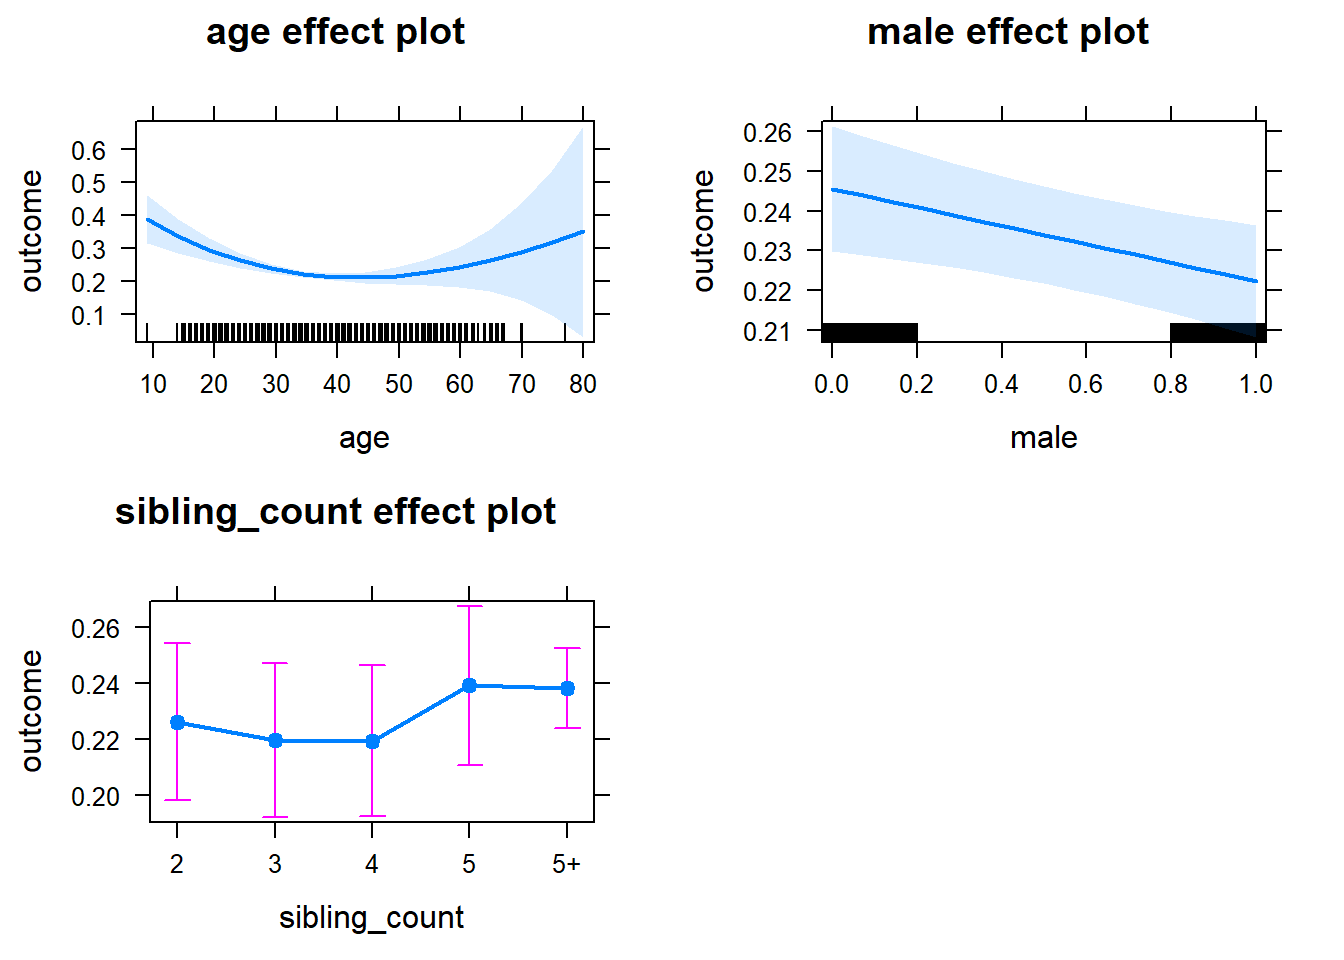 age effect plot
outcome
0.6
0.5
0.4
0.3
0.2
0.1
10 20 30 40 50 60 70 80
age
male effect plot
outcome
0.26
0.25
0.24
0.23
0.22
0.21
0.0 0.2 0.4 0.6 0.8 1.0
male
sibling_count effect plot
outcome
0.26
0.24
0.22
0.20
2 3 4 5 5+
sibling_count